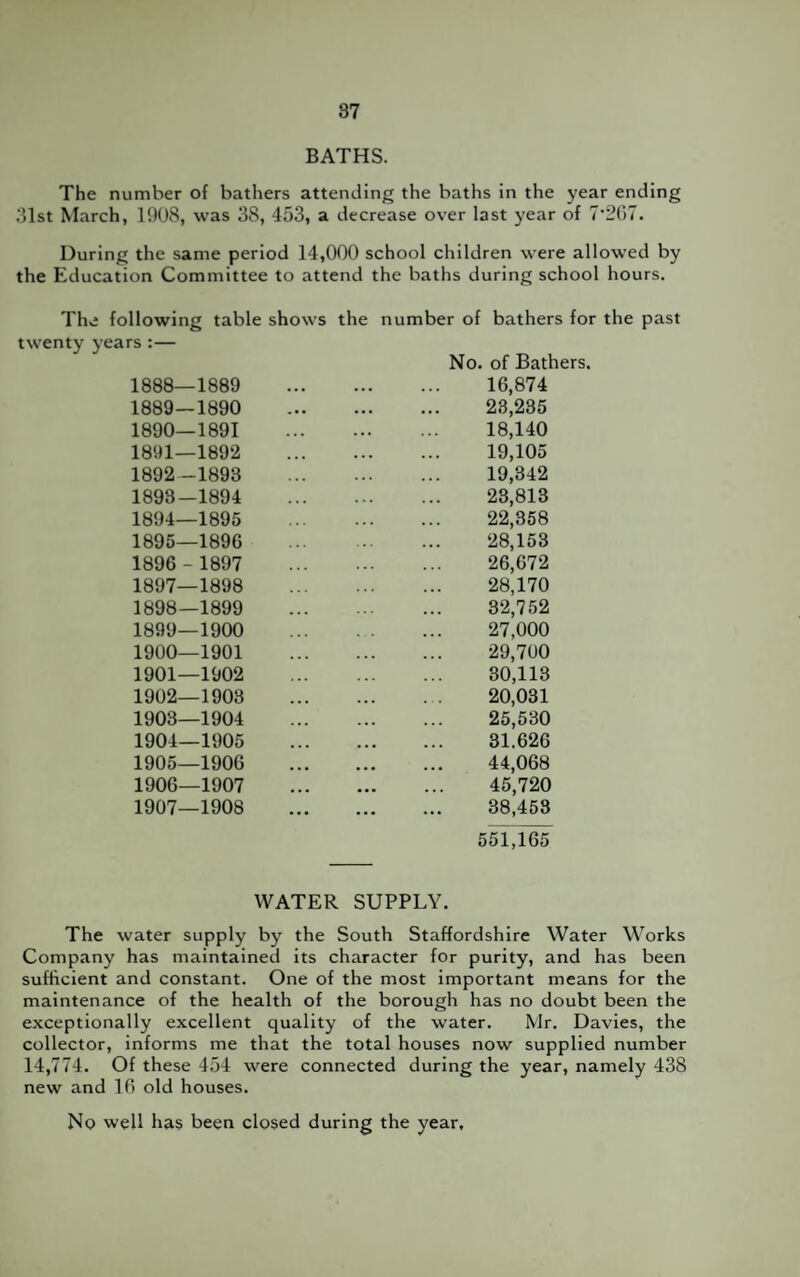 37
BATHS.
The number of bathers attending the baths in the year ending
31st March, 1908, was 38, 453, a decrease over last year of 7·267.
During the same period 14,000 school children were allowed by
the Education Committee to attend the baths during school hours.
The following table shows the number of bathers for the past
twenty years :—
No. of Bathers.
1888—1889 ... ... ... 16,874
1889—1890 ... ... ... 23,235
1890—189I ... ... ... 18,140
1891—1892 ... ... ... 19,105
1892—1893 ... ... ... 19,342
1893—1894 ... ... ... 23,813
1894—1895 ... ... ... 22,358
1895—1896 ... ... ... 28,153
1896 - 1897 ... ... ... 26,672
1897—1898 ... ... ... 28,170
1898—1899 ... ... ... 32,752
1899—1900 ... ... ... 27,000
1900—1901 ... ... ... 29,700
1901—1902 ... ... ... 30,113
1902—1903 ... ... ... 20,031
1903—1904 ... ... ... 25,530
1904—1905 ... ... ... 31.626
1905—1906 ... ... ... 44,068
1906—1907 ... ... ... 45,720
1907—1908 ... ... ... 38,453
551,165
WATER SUPPLY.
The water supply by the South Staffordshire Water Works
Company has maintained its character for purity, and has been
sufficient and constant. One of the most important means for the
maintenance of the health of the borough has no doubt been the
exceptionally excellent quality of the water. Mr. Davies, the
collector, informs me that the total houses now supplied number
14,774. Of these 454 were connected during the year, namely 438
new and 16 old houses.
No well has been closed during the year,